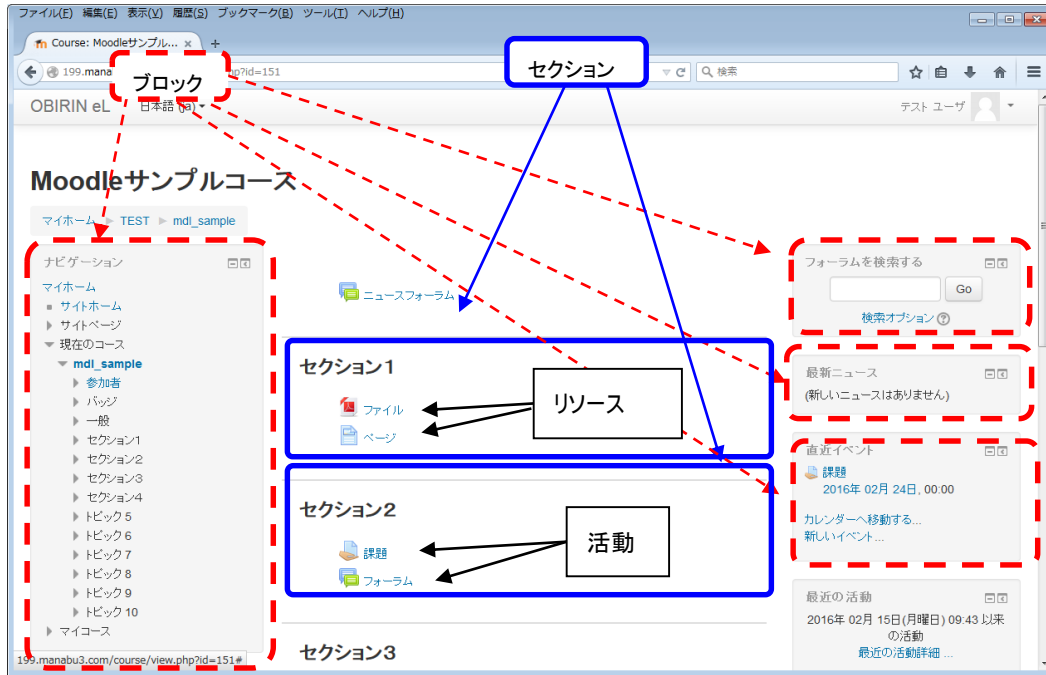 ファイル(F) 編集(E) 表示(V) 履歴(S) ブックマーク(B) ツール(T) ヘルプ(H)
Course: Moodleサンプル... × +
199.mana
hp?id=151
検索
ブロック
セクション
OBIRIN eL
日本語 (ja)
テスト ユーザ
Moodleサンプルコース
マイホーム ▶ TEST ▶ mdl_sample
ナビゲーション
マイホーム
サイトホーム
サイトページ
現在のコース
mdl_sample
参加者
バッジ
一般
セクション1
セクション2
セクション3
セクション4
トピック 5
トピック 6
トピック 7
トピック 8
トピック 9
トピック 10
マイコース
199.manabu3.com/course/view.php?id=151#
ニュースフォーラム
セクション1
ファイル
ページ
リソース
セクション2
課題
フォーラム
活動
セクション3
フォーラムを検索する
Go
検索オプション
最新ニュース
(新しいニュースはありません)
直近イベント
課題
2016年 02月 24日, 00:00
カレンダーへ移動する...
新しいイベント...
最近の活動
2016年 02月 15日(月曜日) 09:43 以来
の活動
最近の活動詳細 ...